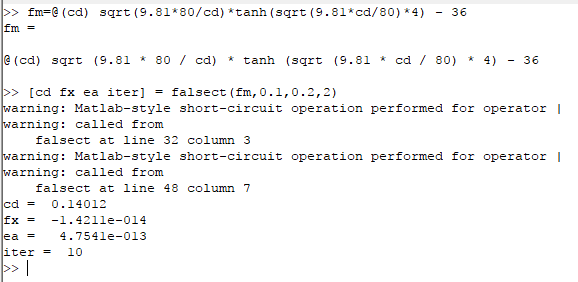 >> fm=@(cd) sqrt(9.81*80/cd)*tanh(sqrt(9.81*cd/80)*4) - 36
fm =
@(cd) sqrt (9.81 * 80 / cd) * tanh (sqrt (9.81 * cd / 80) * 4) - 36
>> [cd fx ea iter] = falsect(fm,0.1,0.2,2)
warning: Matlab-style short-circuit operation performed for operator |
warning: called from
falsect at line 32 column 3
warning: Matlab-style short-circuit operation performed for operator |
warning: called from
falsect at line 48 column 7
cd = 0.14012
fx = -1.4211e-014
ea = 4.7541e-013
iter = 10
>>